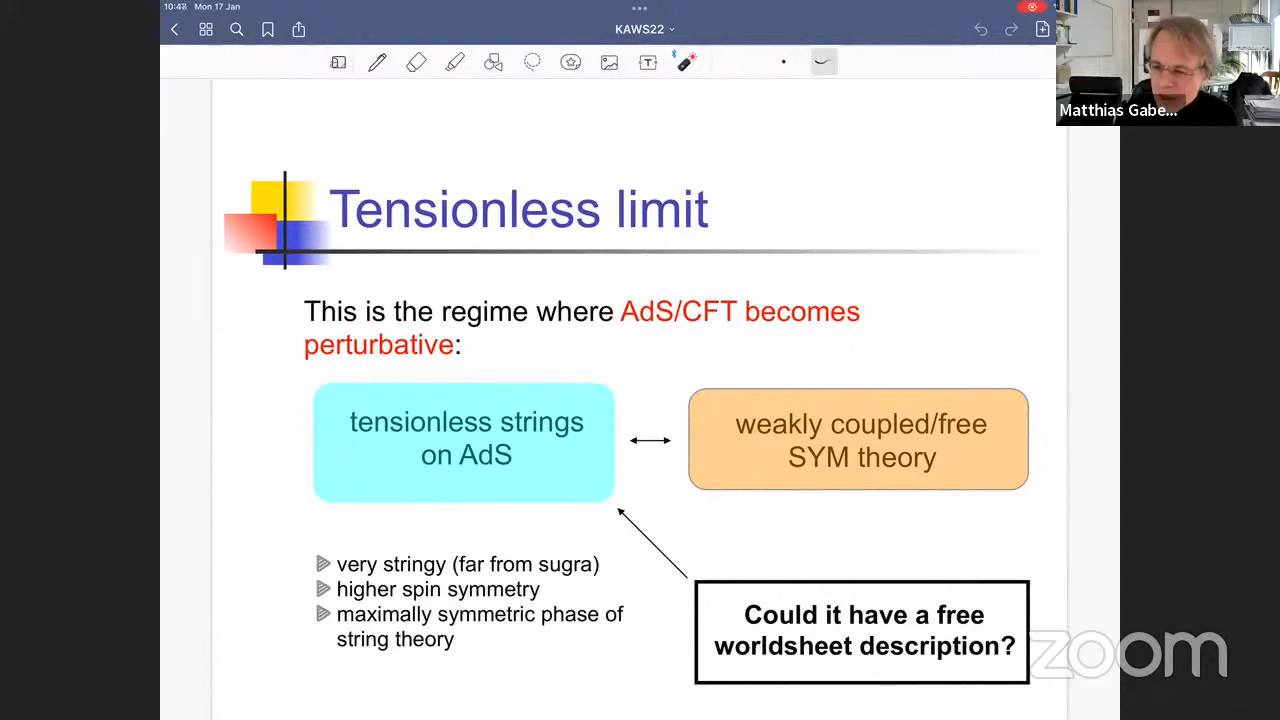 10:48 Mon 17 Jan
KAWS22
Matthias Gabe...
Tensionless limit
This is the regime where AdS/CFT becomes
perturbative:
tensionless strings
on AdS
weakly coupled/free
SYM theory
very stringy (far from sugra)
higher spin symmetry
maximally symmetric phase of
string theory
Could it have a free
worldsheet description?
zoom